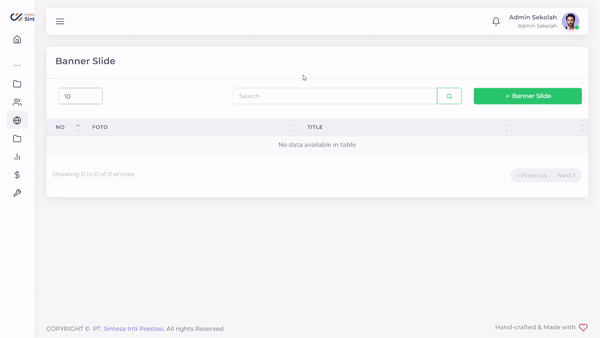 Sint
Admin Sekolah
Admin Sekolah
Banner Slide
10
Search
+ Banner Slide
NO
FOTO
TITLE
No data available in table
Showing 0 to 0 of 0 entries
‹ Previous
Next ›
COPYRIGHT © PT. Sintesa Inti Prestasi, All rights Reserved
Hand-crafted & Made with